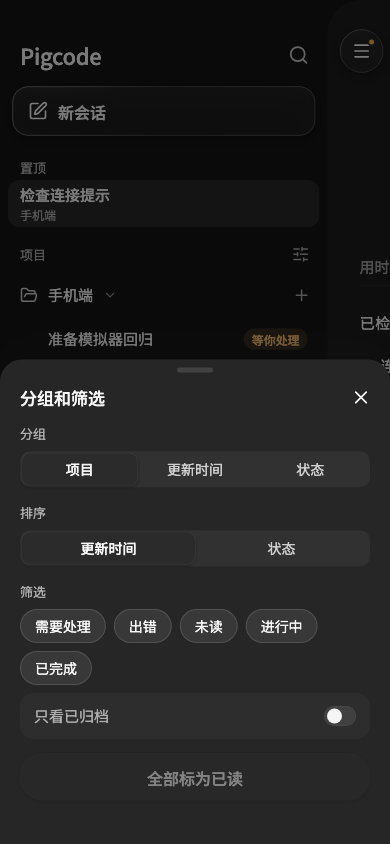 Pigcode
新会话
置顶
检查连接提示
手机端
项目
手机端
准备模拟器回归
等你处理
用时
已检
分组和筛选
分组
项目 更新时间 状态
排序
更新时间 状态
筛选
需要处理 出错 未读 进行中
已完成
只看已归档
全部标为已读